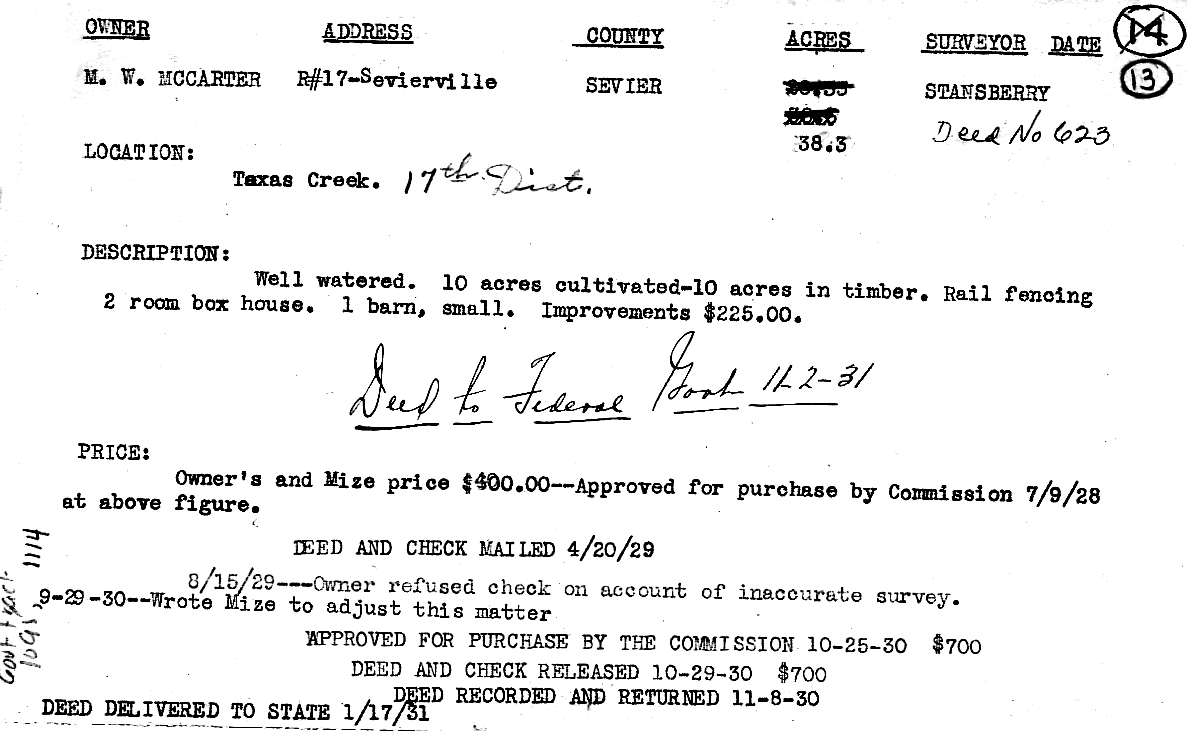 OWNER ADDRESS COUNTY ACRES SURVEYOR DATE 14
13
M. W. MCCARTER R#17-Sevierville SEVIER STANSBERRY
38.3 Deed No 623
LOCATION:
Taxas Creek. 17th Dist.
DESCRIPTION:
Well watered. 10 acres cultivated-10 acres in timber. Rail fencing
2 room box house. 1 barn, small. Improvements $225.00.
Deed to Federal Govt 11-2-31
PRICE:
Owner's and Mize price $400.00--Approved for purchase by Commission 7/9/28
at above figure.
DEED AND CHECK MAILED 4/20/29
8/15/29---Owner refused check on account of inaccurate survey.
9-29-30--Wrote Mize to adjust this matter
APPROVED FOR PURCHASE BY THE COMMISSION 10-25-30 $700
DEED AND CHECK RELEASED 10-29-30 $700
DEED RECORDED AND RETURNED 11-8-30
DEED DELIVERED TO STATE 1/17/31
Govt tract
1114